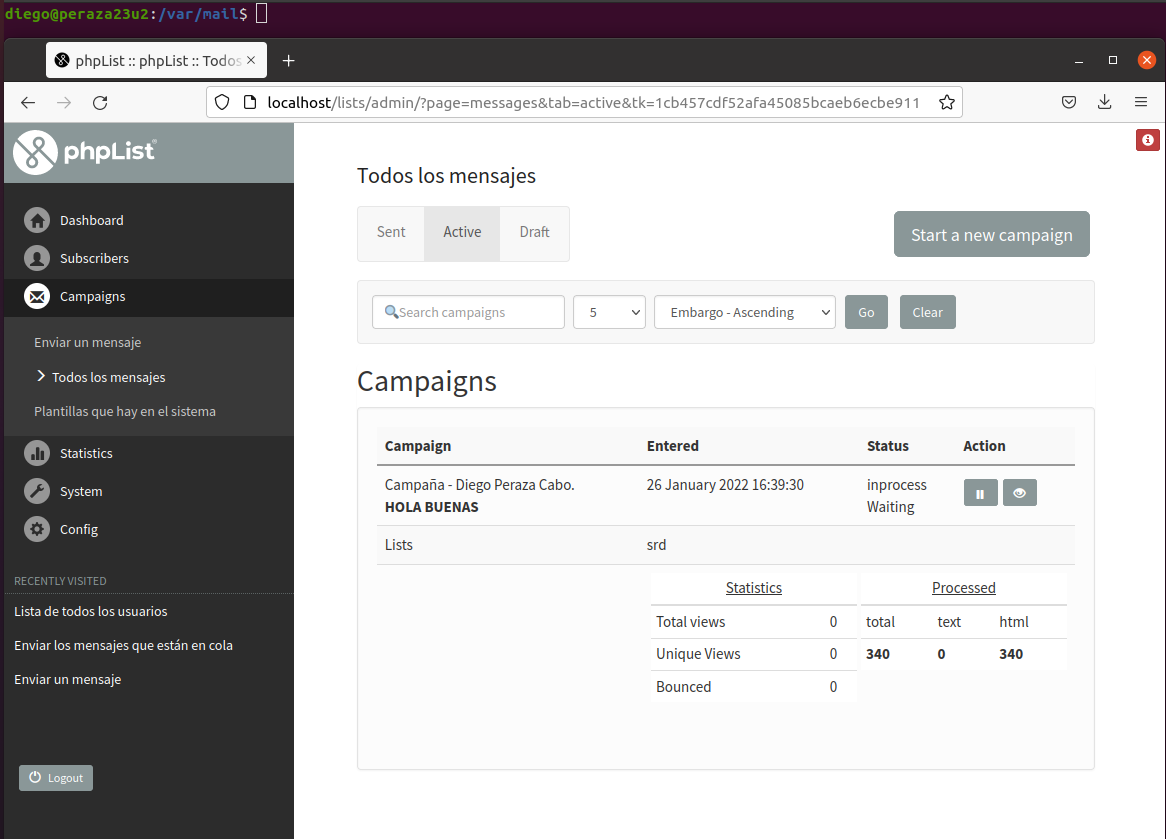 diego@peraza23u2:/var/mail$
phpList :: phpList :: Todos
localhost/lists/admin/?page=messages&tab=active&tk=1cb457cdf52afa45085bcaeb6ecbe911
phpList®
Dashboard
Subscribers
Campaigns
Enviar un mensaje
Todos los mensajes
Plantillas que hay en el sistema
Statistics
System
Config
RECENTLY VISITED
Lista de todos los usuarios
Enviar los mensajes que están en cola
Enviar un mensaje
Logout
Todos los mensajes
Sent Active Draft
Start a new campaign
Search campaigns 5 Embargo - Ascending Go Clear
Campaigns
Campaign Entered Status Action
Campaña - Diego Peraza Cabo. 26 January 2022 16:39:30 inprocess
HOLA BUENAS Waiting
Lists srd
Statistics Processed
Total views 0 total text html
Unique Views 0 340 0 340
Bounced 0